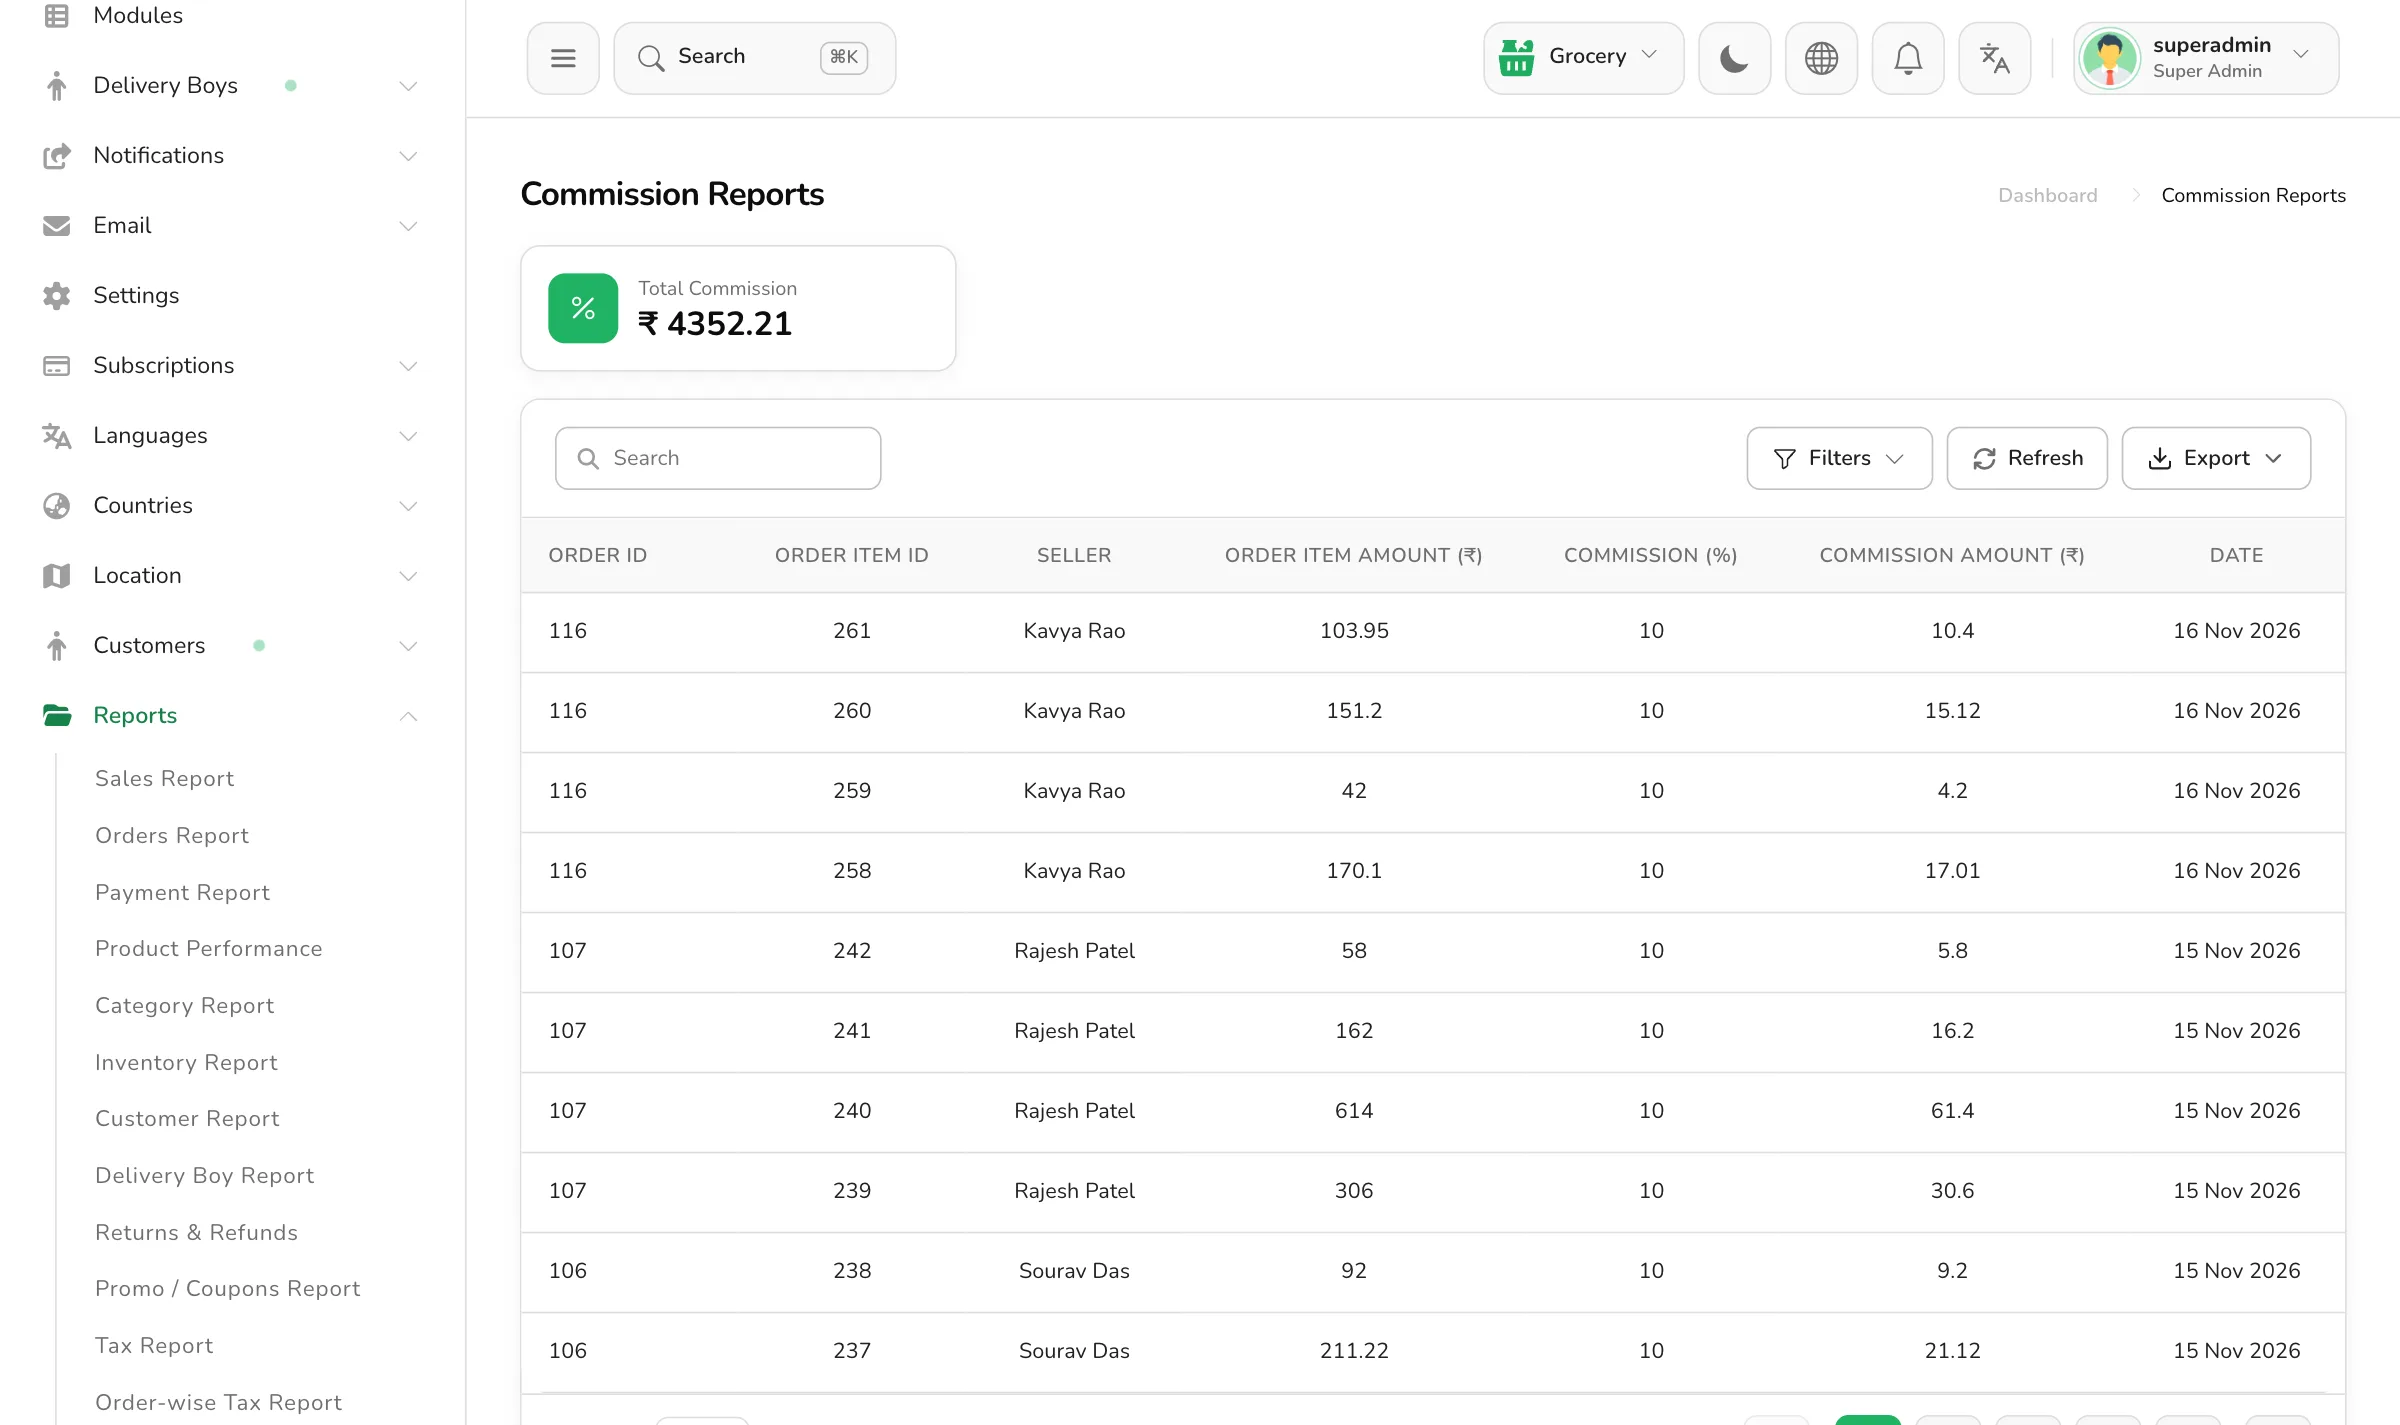 Modules
Delivery Boys
Notifications
Email
Settings
Subscriptions
Languages
Countries
Location
Customers
Reports
Sales Report
Orders Report
Payment Report
Product Performance
Category Report
Inventory Report
Customer Report
Delivery Boy Report
Returns & Refunds
Promo / Coupons Report
Tax Report
Order-wise Tax Report
Search ⌘K
Grocery
superadmin
Super Admin
Commission Reports
Dashboard Commission Reports
Total Commission
₹ 4352.21
Search Filters Refresh Export
ORDER ID ORDER ITEM ID SELLER ORDER ITEM AMOUNT (₹) COMMISSION (%) COMMISSION AMOUNT (₹) DATE
116 261 Kavya Rao 103.95 10 10.4 16 Nov 2026
116 260 Kavya Rao 151.2 10 15.12 16 Nov 2026
116 259 Kavya Rao 42 10 4.2 16 Nov 2026
116 258 Kavya Rao 170.1 10 17.01 16 Nov 2026
107 242 Rajesh Patel 58 10 5.8 15 Nov 2026
107 241 Rajesh Patel 162 10 16.2 15 Nov 2026
107 240 Rajesh Patel 614 10 61.4 15 Nov 2026
107 239 Rajesh Patel 306 10 30.6 15 Nov 2026
106 238 Sourav Das 92 10 9.2 15 Nov 2026
106 237 Sourav Das 211.22 10 21.12 15 Nov 2026